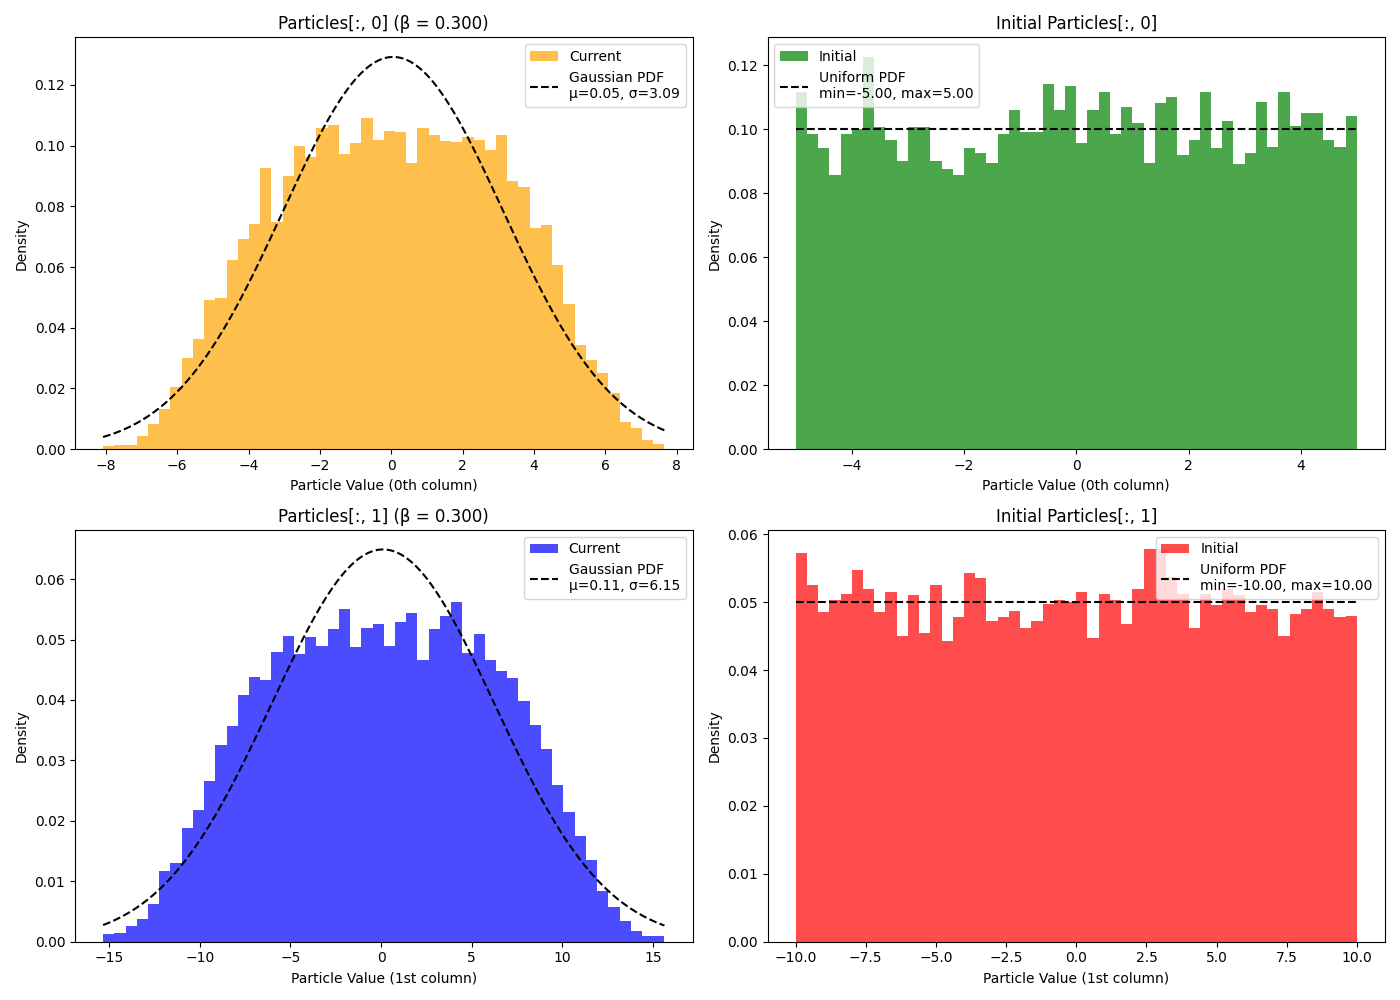 Particles[:, 0] (β = 0.300)
Current
Gaussian PDF
μ=0.05, σ=3.09
Density
0.12
0.10
0.08
0.06
0.04
0.02
0.00
−8
−6
−4
−2
0
2
4
6
8
Particle Value (0th column)
Initial Particles[:, 0]
Initial
Uniform PDF
min=-5.00, max=5.00
Density
0.12
0.10
0.08
0.06
0.04
0.02
0.00
−4
−2
0
2
4
Particle Value (0th column)
Particles[:, 1] (β = 0.300)
Current
Gaussian PDF
μ=0.11, σ=6.15
Density
0.06
0.05
0.04
0.03
0.02
0.01
0.00
−15
−10
−5
0
5
10
15
Particle Value (1st column)
Initial Particles[:, 1]
Initial
Uniform PDF
min=-10.00, max=10.00
Density
0.06
0.05
0.04
0.03
0.02
0.01
0.00
−10.0
−7.5
−5.0
−2.5
0.0
2.5
5.0
7.5
10.0
Particle Value (1st column)